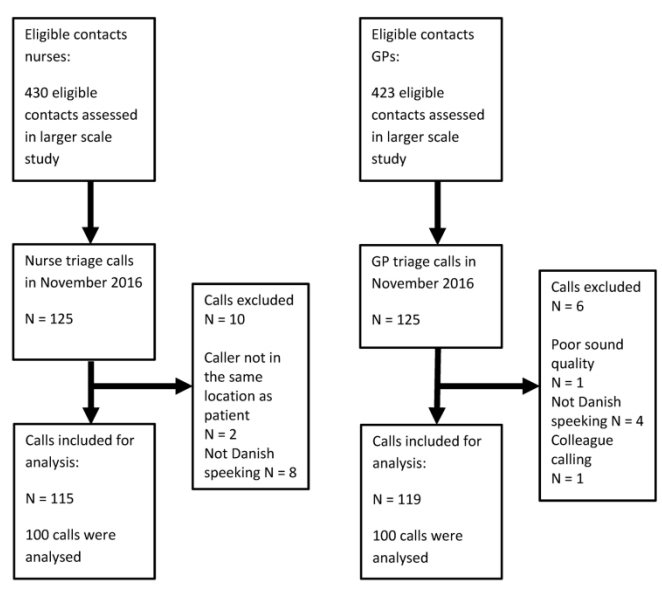 Eligible contacts
nurses:
430 eligible
contacts assessed
in larger scale
study
Nurse triage calls
in November 2016
N = 125
Calls excluded
N = 10
Caller not in
the same
location as
patient
N = 2
Not Danish
speeking N = 8
Calls included for
analysis:
N = 115
100 calls were
analysed
Eligible contacts
GPs:
423 eligible
contacts assessed
in larger scale
study
GP triage calls in
November 2016
N = 125
Calls excluded
N = 6
Poor sound
quality
N = 1
Not Danish
speeking N = 4
Colleague
calling
N = 1
Calls included for
analysis:
N = 119
100 calls were
analysed